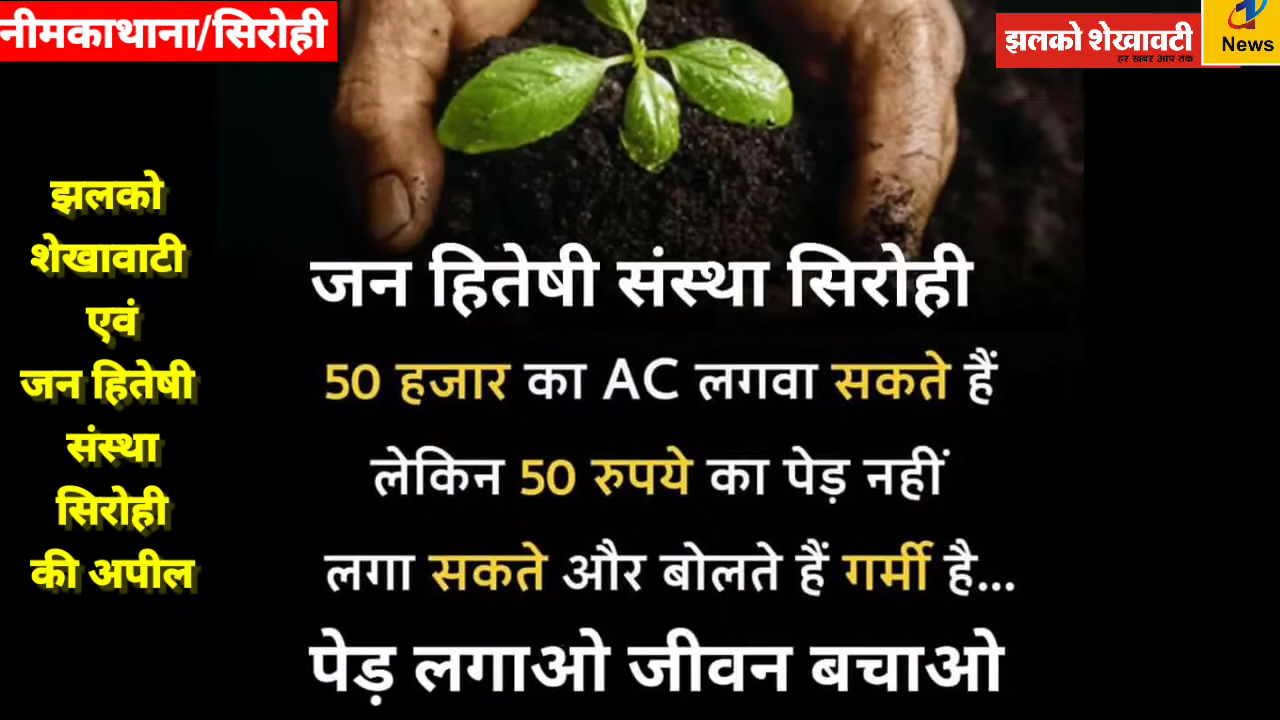 नीमकाथाना/सिरोही
झलको शेखावटी
हर खबर आप तक
News
झलको
शेखावाटी
एवं
जन हितेषी
संस्था
सिरोही
की अपील
जन हितेषी संस्था सिरोही
50 हजार का AC लगवा सकते हैं
लेकिन 50 रुपये का पेड़ नहीं
लगा सकते और बोलते हैं गर्मी है...
पेड़ लगाओ जीवन बचाओ